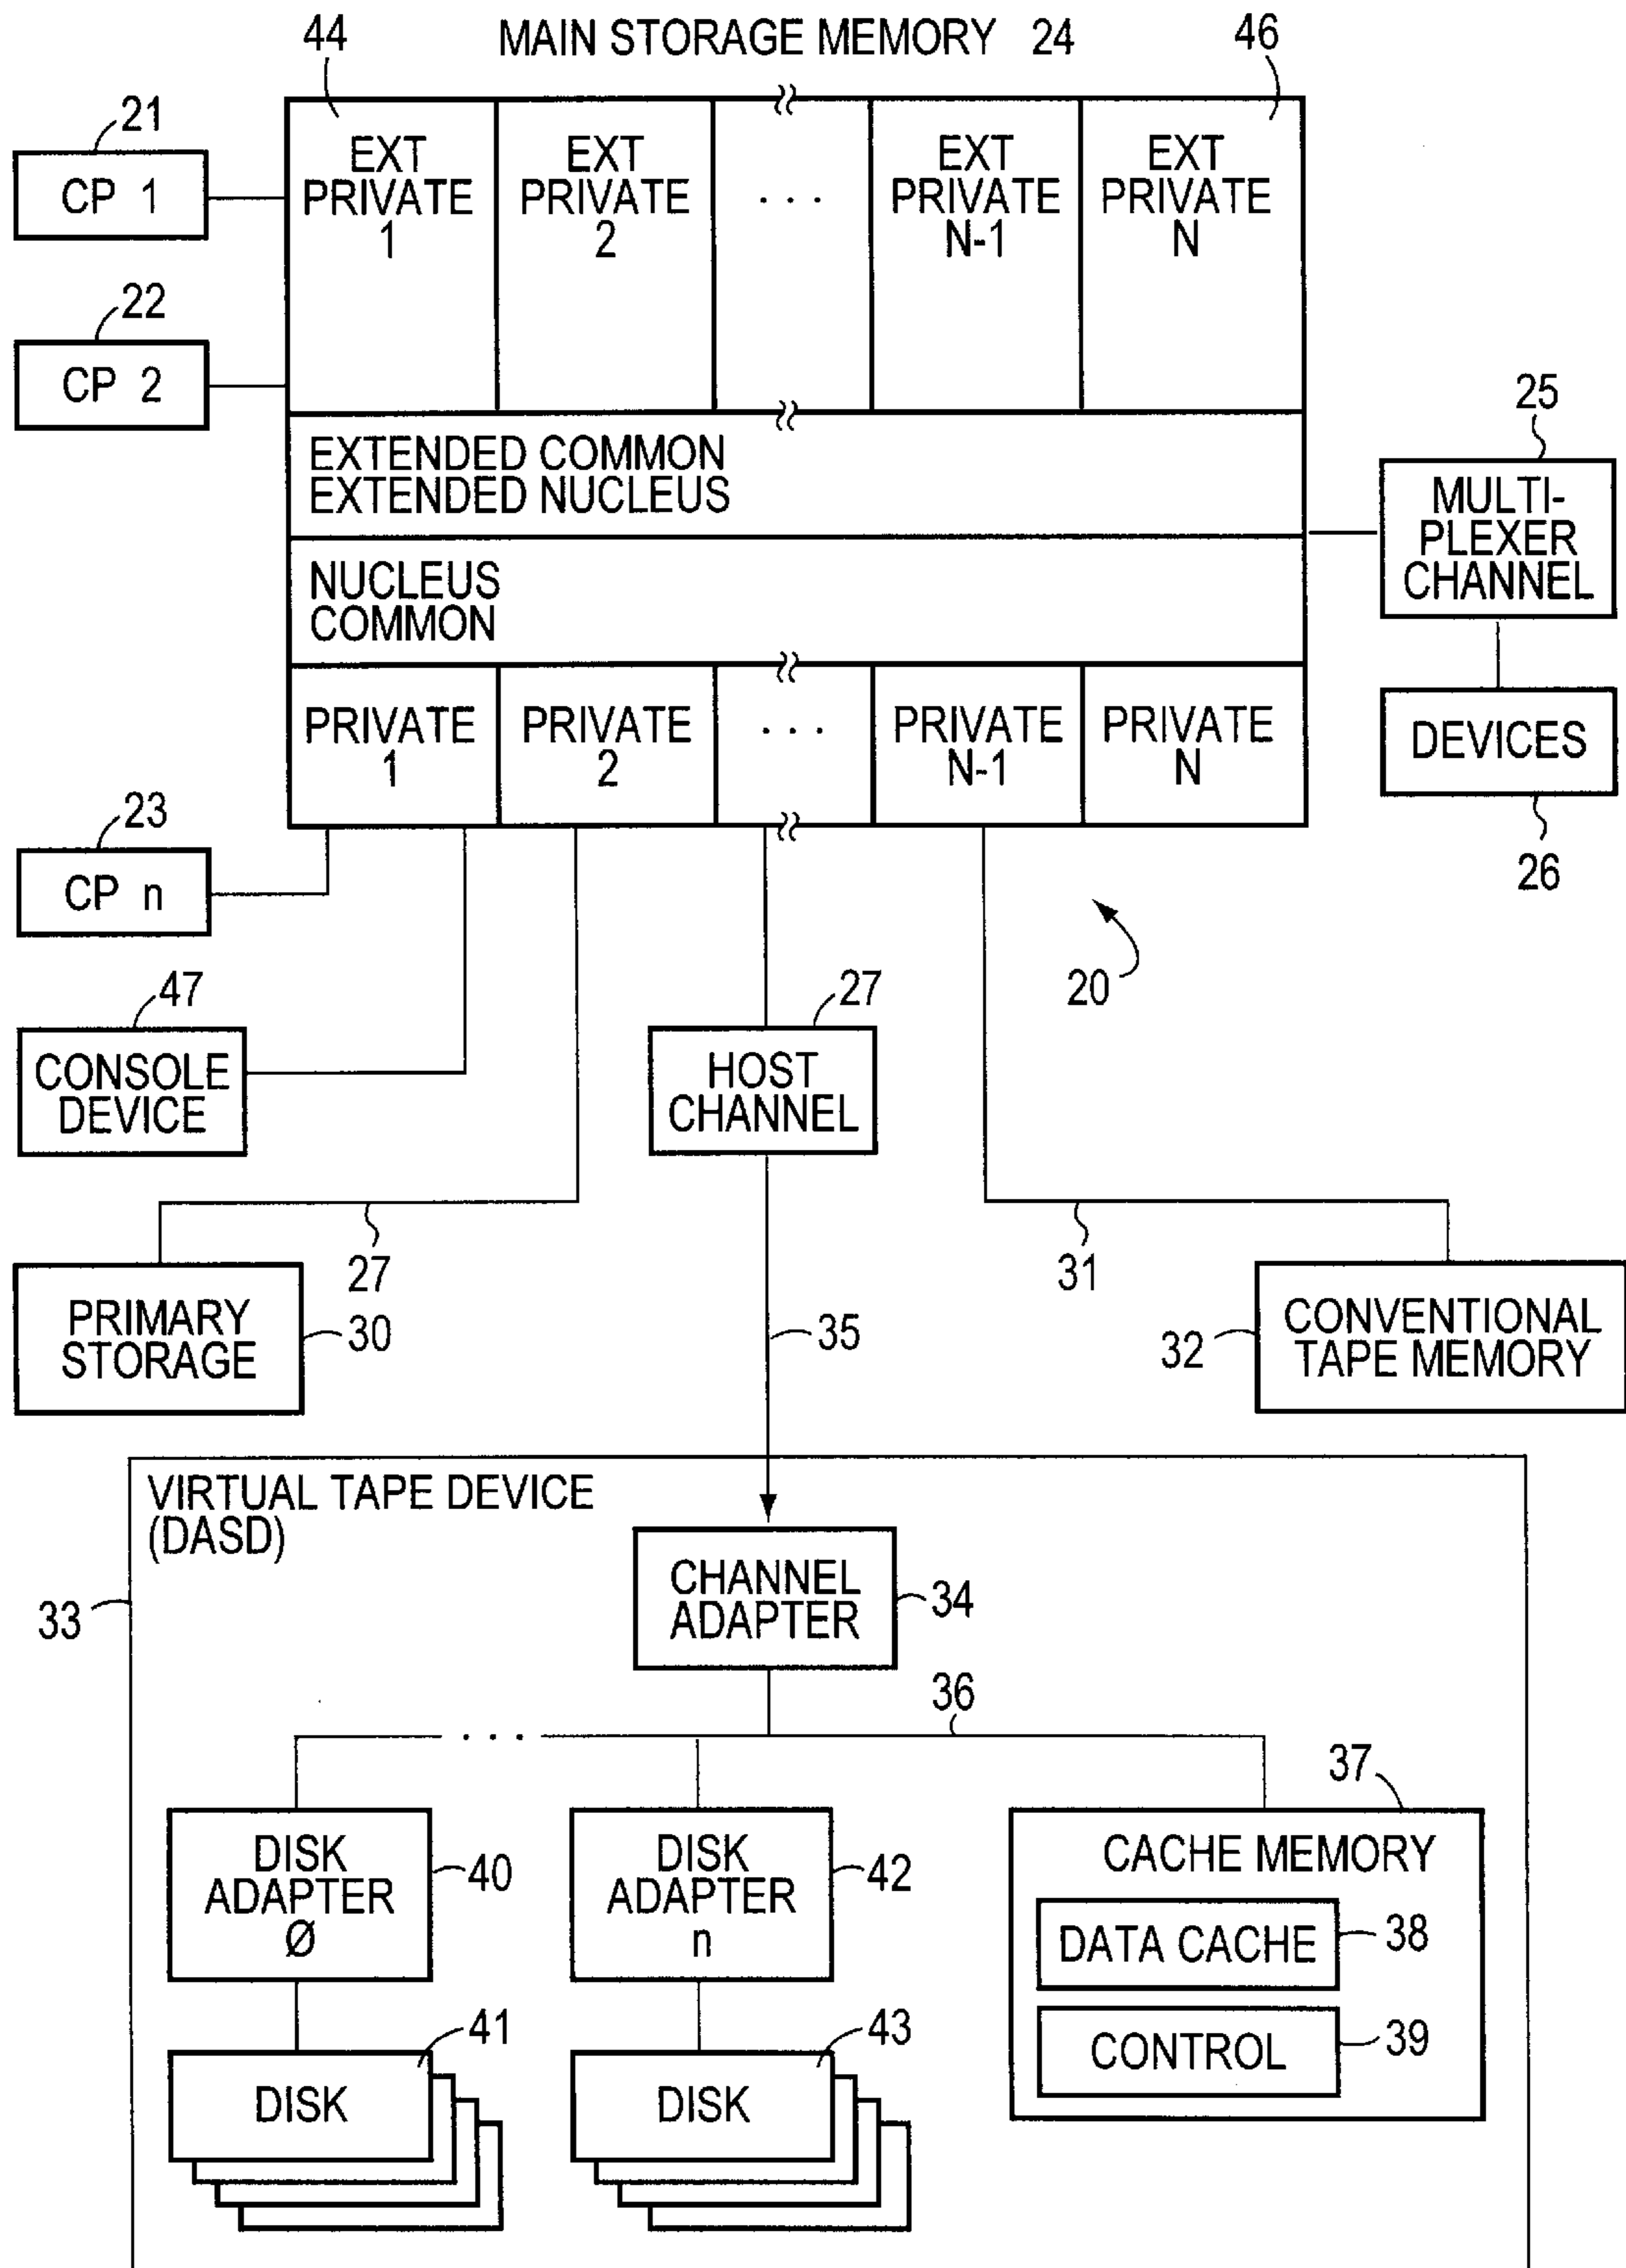 44
MAIN STORAGE MEMORY 24
46
21
CP 1
22
CP 2
EXT
PRIVATE
1
EXT
PRIVATE
2
. . .
EXT
PRIVATE
N-1
EXT
PRIVATE
N
EXTENDED COMMON
EXTENDED NUCLEUS
NUCLEUS
COMMON
25
MULTI-
PLEXER
CHANNEL
PRIVATE
1
PRIVATE
2
. . .
PRIVATE
N-1
PRIVATE
N
DEVICES
26
23
CP n
20
47
CONSOLE
DEVICE
27
HOST
CHANNEL
27
31
PRIMARY
STORAGE
30
35
32
CONVENTIONAL
TAPE MEMORY
VIRTUAL TAPE DEVICE
(DASD)
33
CHANNEL
ADAPTER
34
36
. . .
37
DISK
ADAPTER
Ø
40
DISK
ADAPTER
n
42
CACHE MEMORY
DATA CACHE
38
CONTROL
39
41
DISK
43
DISK